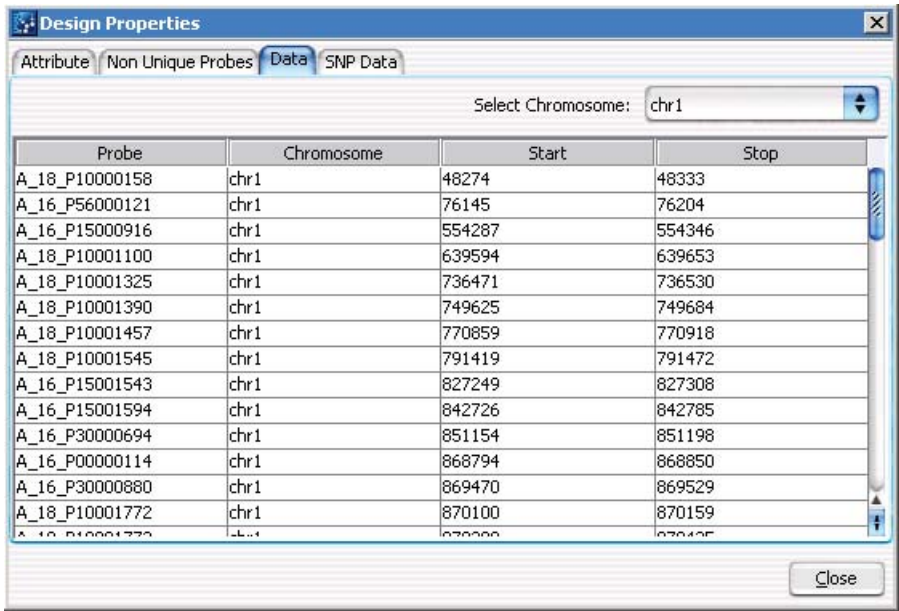 Design Properties
Attribute Non Unique Probes Data SNP Data
Select Chromosome: chr1
Probe Chromosome Start Stop
A_18_P10000158 chr1 48274 48333
A_16_P56000121 chr1 76145 76204
A_16_P15000916 chr1 554287 554346
A_18_P10001100 chr1 639594 639653
A_18_P10001325 chr1 736471 736530
A_18_P10001390 chr1 749625 749684
A_18_P10001457 chr1 770859 770918
A_18_P10001545 chr1 791419 791472
A_16_P15001543 chr1 827249 827308
A_16_P15001594 chr1 842726 842785
A_16_P30000694 chr1 851154 851198
A_16_P00000114 chr1 868794 868850
A_16_P30000880 chr1 869470 869529
A_18_P10001772 chr1 870100 870159
Close